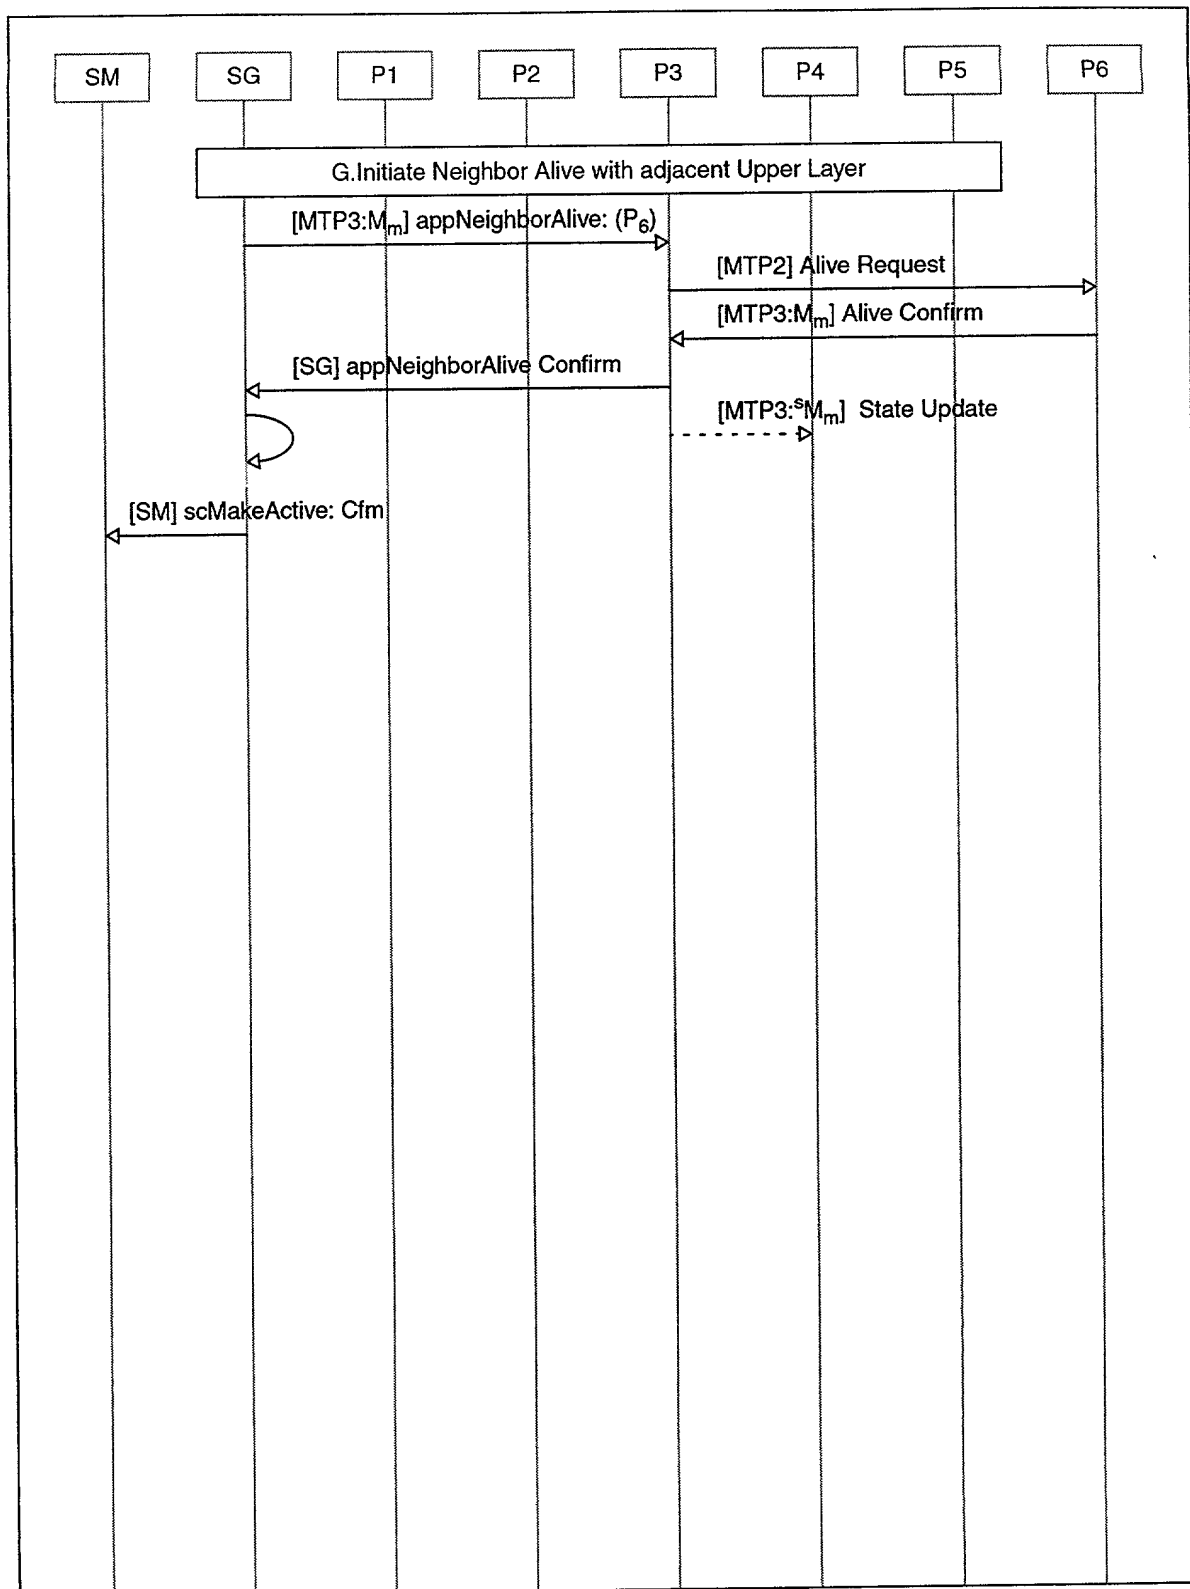 SM SG P1 P2 P3 P4 P5 P6
G.Initiate Neighbor Alive with adjacent Upper Layer
[MTP3:Mm] appNeighborAlive: (P6)
[MTP2] Alive Request
[MTP3:Mm] Alive Confirm
[SG] appNeighborAlive Confirm
[MTP3:sMm] State Update
[SM] scMakeActive: Cfm